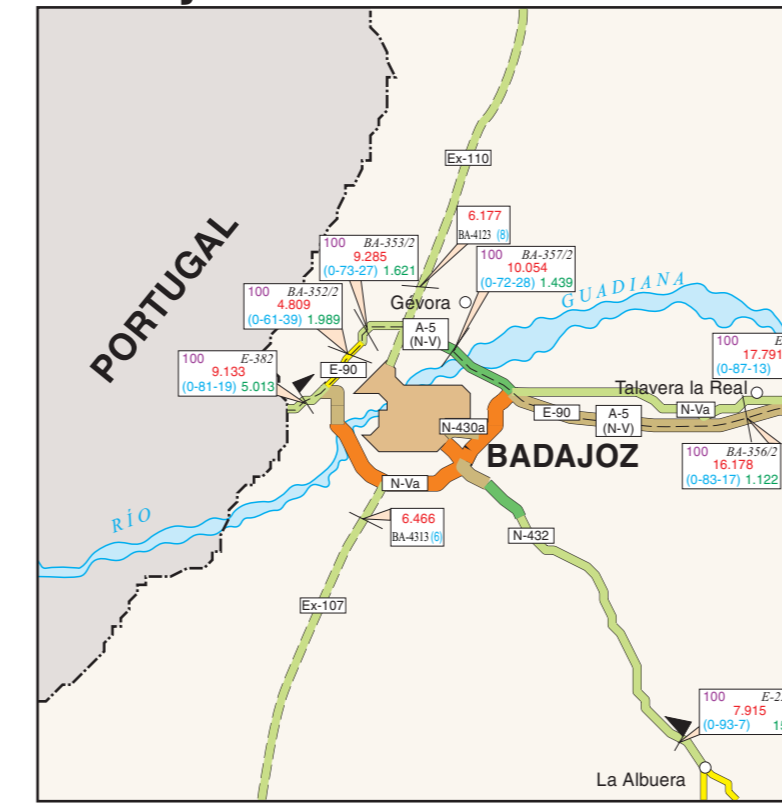 Ex-110
6.177
BA-4123 (8)
100 BA-353/2
9.285
(0-73-27) 1.621
100 BA-357/2
10.054
(0-72-28) 1.439
PORTUGAL
100 BA-352/2
4.809
(0-61-39) 1.989
Gévora
GUADIANA
A-5
(N-V)
100
17.791
(0-87-13)
100 E-382
9.133
(0-81-19) 5.013
E-90
Talavera la Real
N-Va
E-90
A-5
(N-V)
N-430a
BADAJOZ
100 BA-356/2
16.178
(0-83-17) 1.122
N-Va
RÍO
6.466
BA-4313 (6)
N-432
Ex-107
100
7.915
(0-93-7)
La Albuera